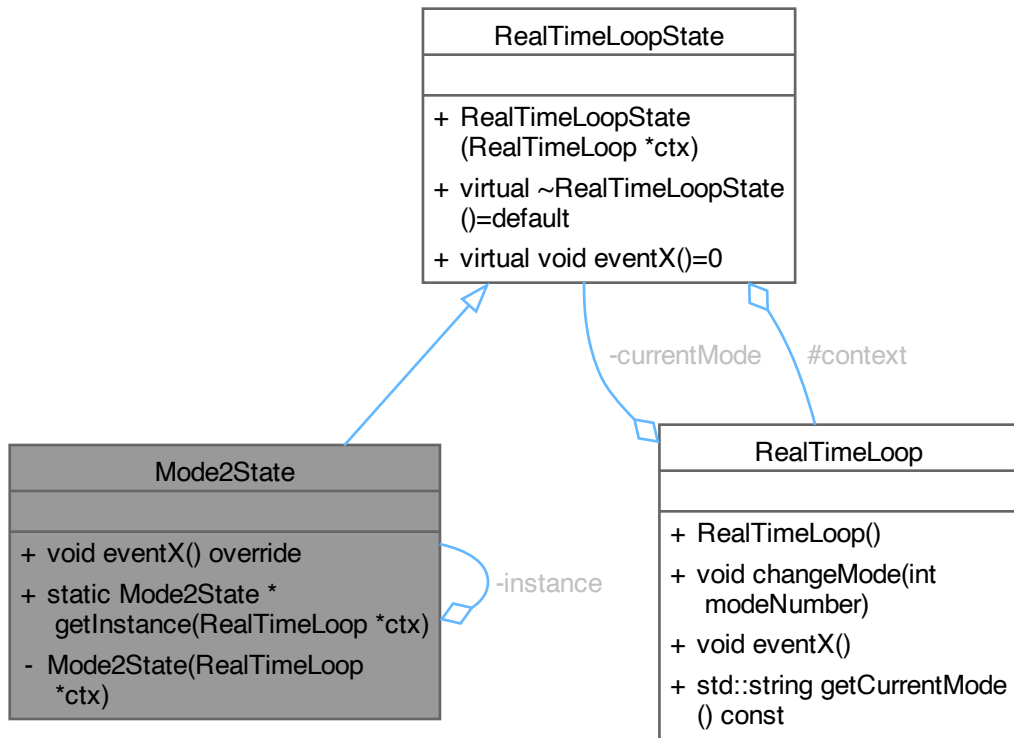 RealTimeLoopState
+ RealTimeLoopState
(RealTimeLoop *ctx)
+ virtual ~RealTimeLoopState
()=default
+ virtual void eventX()=0
-currentMode
#context
Mode2State
+ void eventX() override
+ static Mode2State *
getInstance(RealTimeLoop *ctx)
- Mode2State(RealTimeLoop
*ctx)
-instance
RealTimeLoop
+ RealTimeLoop()
+ void changeMode(int
modeNumber)
+ void eventX()
+ std::string getCurrentMode
() const